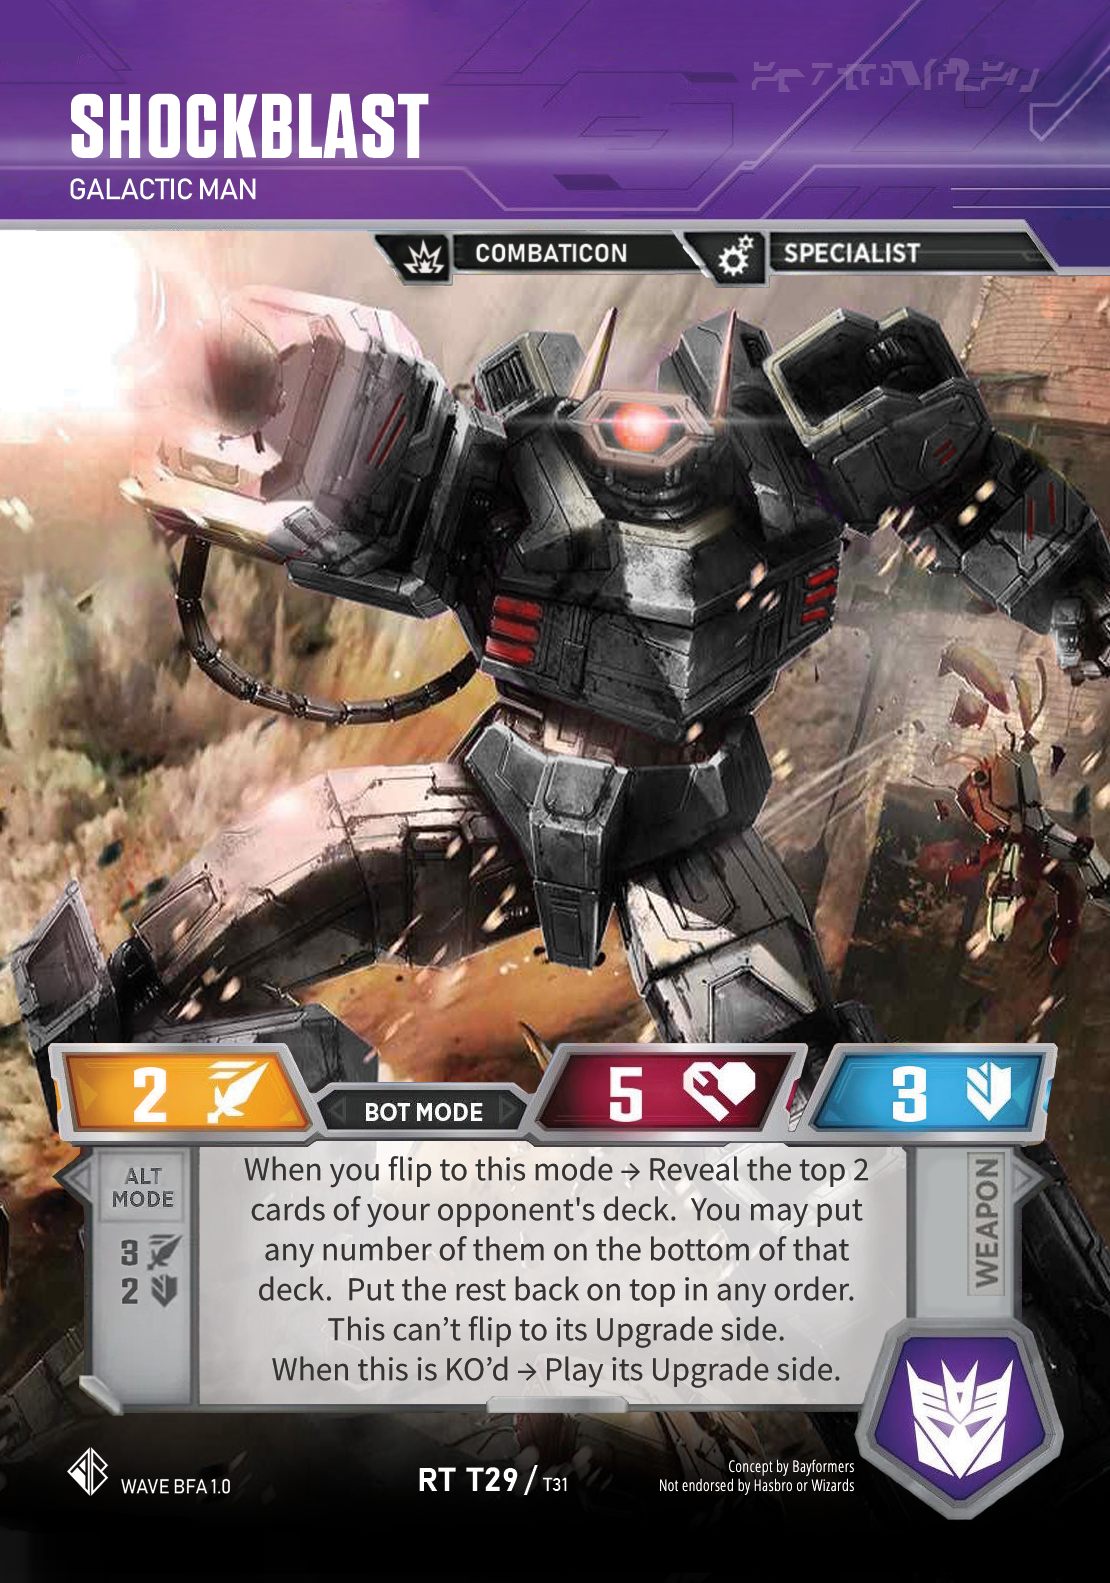 SHOCKBLAST
GALACTIC MAN
COMBATICON
SPECIALIST
2
BOT MODE
5
3
ALT
MODE
3
2
When you flip to this mode → Reveal the top 2
cards of your opponent's deck.  You may put
any number of them on the bottom of that
deck.  Put the rest back on top in any order.
This can’t flip to its Upgrade side.
When this is KO’d → Play its Upgrade side.
WEAPON
WAVE BFA 1.0
RT T29 / T31
Concept by Bayformers
Not endorsed by Hasbro or Wizards